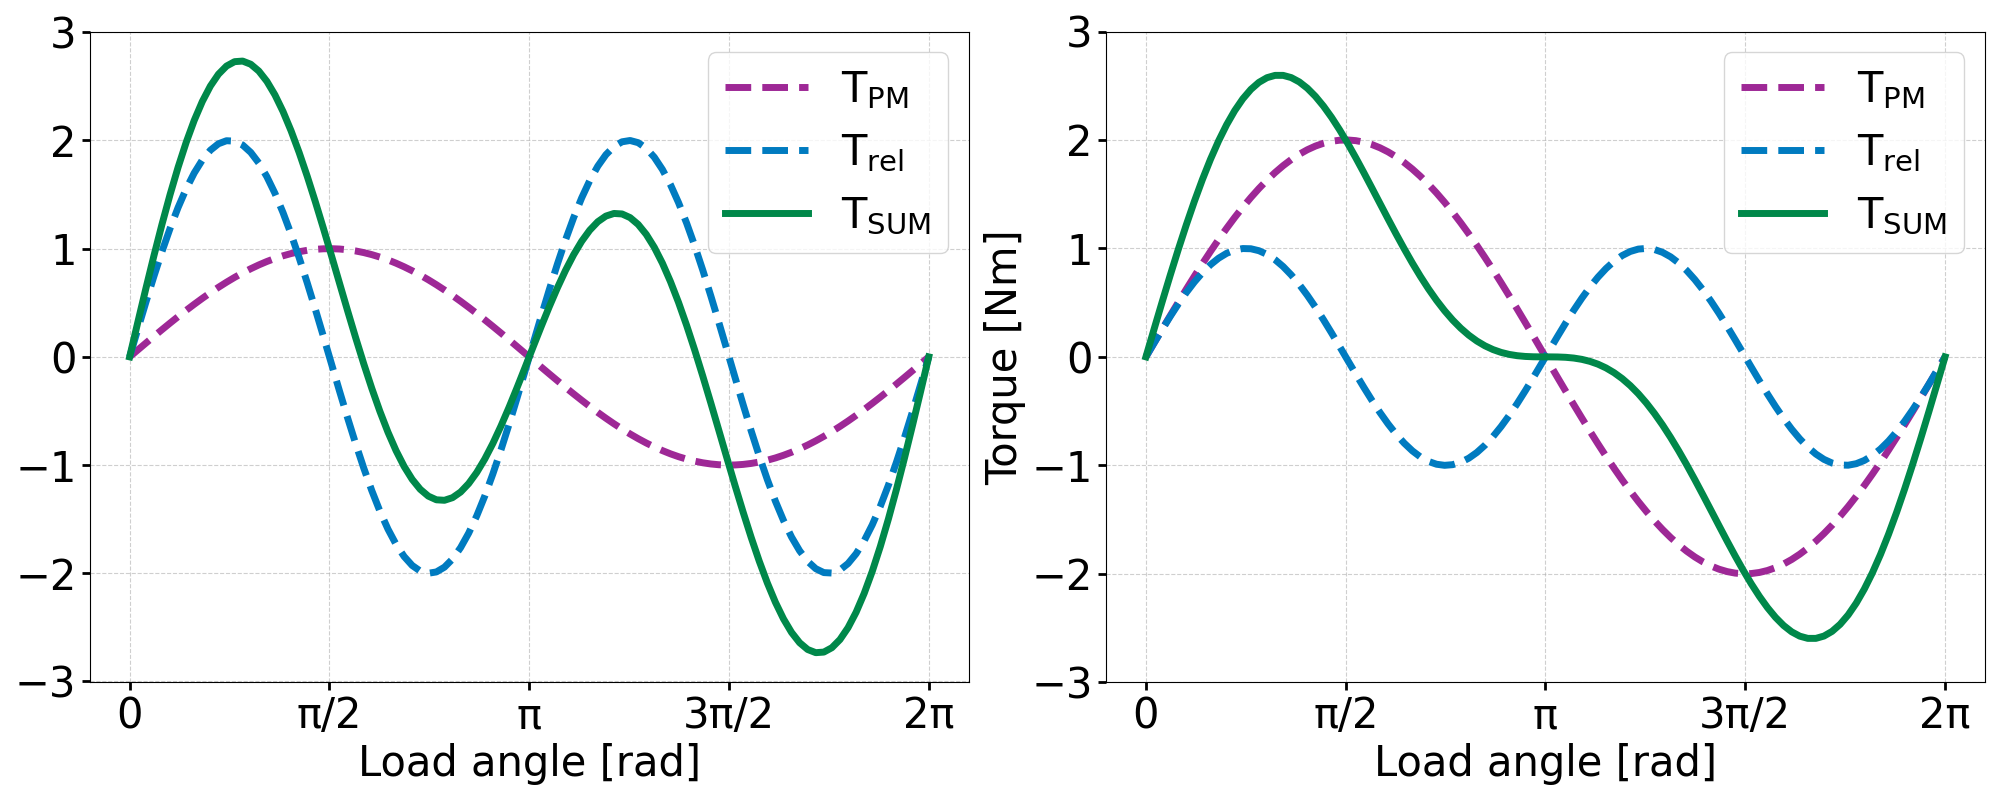 3
2
1
0
−1
−2
−3
0 π/2 π 3π/2 2π
Load angle [rad]
T_PM
T_rel
T_SUM
Torque [Nm]
3
2
1
0
−1
−2
−3
0 π/2 π 3π/2 2π
Load angle [rad]
T_PM
T_rel
T_SUM